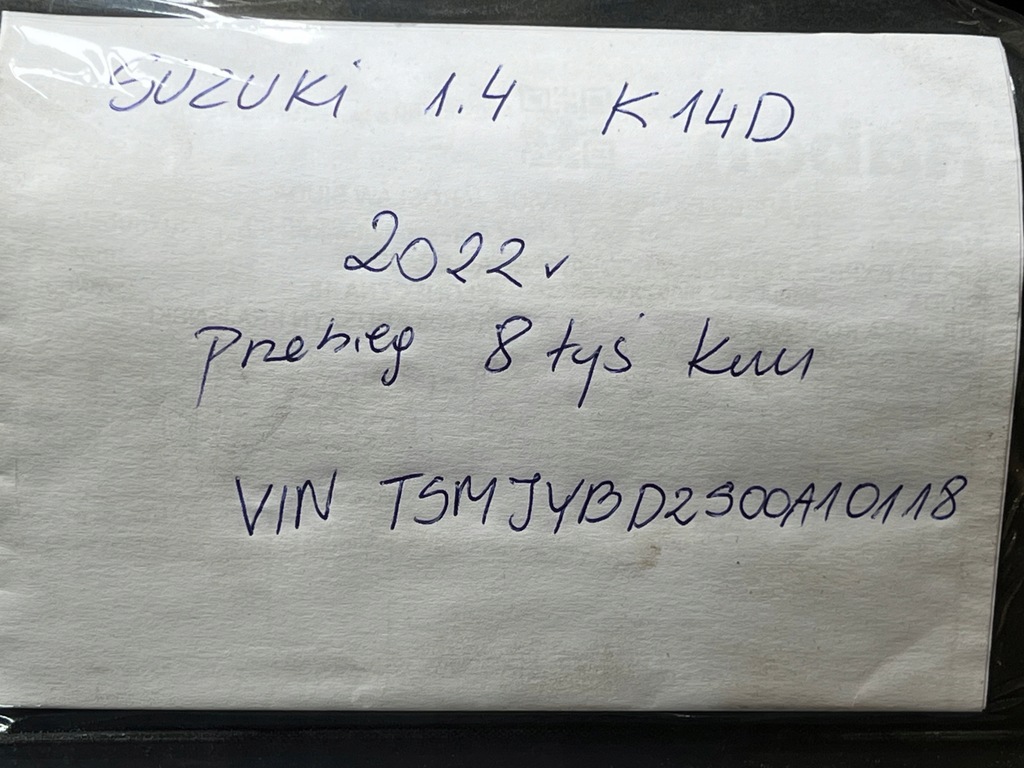 SUZUKi 1.4 K14D
2022r
Przebieg 8 tyś km
VIN TSMJYBD2S00A10118